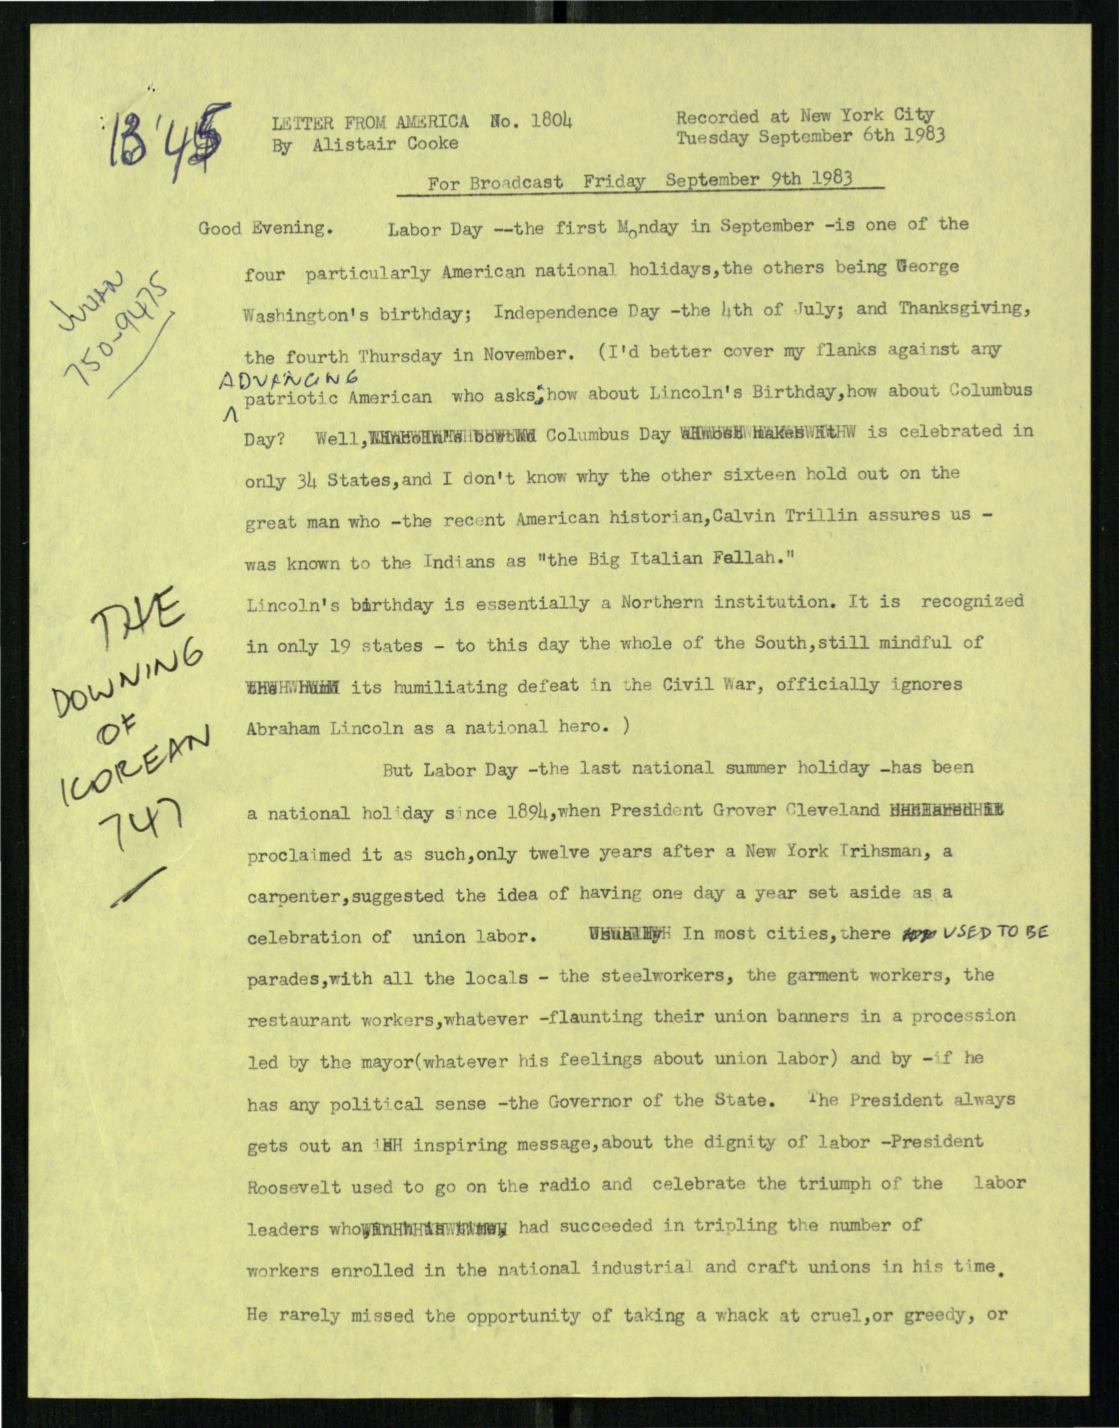 13'45
LETTER FROM AMERICA No. 1804
By Alistair Cooke
Recorded at New York City
Tuesday September 6th 1983
For Broadcast Friday September 9th 1983
Good Evening. Labor Day --the first Monday in September -is one of the
four particularly American national holidays,the others being George
Washington's birthday; Independence Day -the 4th of July; and Thanksgiving,
750-9475
the fourth Thursday in November. (I'd better cover my flanks against any
ADVANCING
patriotic American who asks: how about Lincoln's Birthday,how about Columbus
Day? Well, Columbus Day almost makes it is celebrated in
only 34 States,and I don't know why the other sixteen hold out on the
great man who -the recent American historian,Calvin Trillin assures us -
was known to the Indians as "the Big Italian Fellah."
Lincoln's birthday is essentially a Northern institution. It is recognized
in only 19 states - to this day the whole of the South,still mindful of
the its humiliating defeat in the Civil War, officially ignores
Abraham Lincoln as a national hero. )
THE
DOWNING
OF
KOREAN
747
But Labor Day -the last national summer holiday -has been
a national holiday since 1894,when President Grover Cleveland declared it
proclaimed it as such,only twelve years after a New York Irihsman, a
carpenter,suggested the idea of having one day a year set aside as a
celebration of union labor. Usually In most cities,there USED TO BE
parades,with all the locals - the steelworkers, the garment workers, the
restaurant workers,whatever -flaunting their union banners in a procession
led by the mayor(whatever his feelings about union labor) and by -if he
has any political sense -the Governor of the State. The President always
gets out an inspiring message,about the dignity of labor -President
Roosevelt used to go on the radio and celebrate the triumph of the labor
leaders who,in his time, had succeeded in tripling the number of
workers enrolled in the national industrial and craft unions in his time.
He rarely missed the opportunity of taking a whack at cruel,or greedy, or